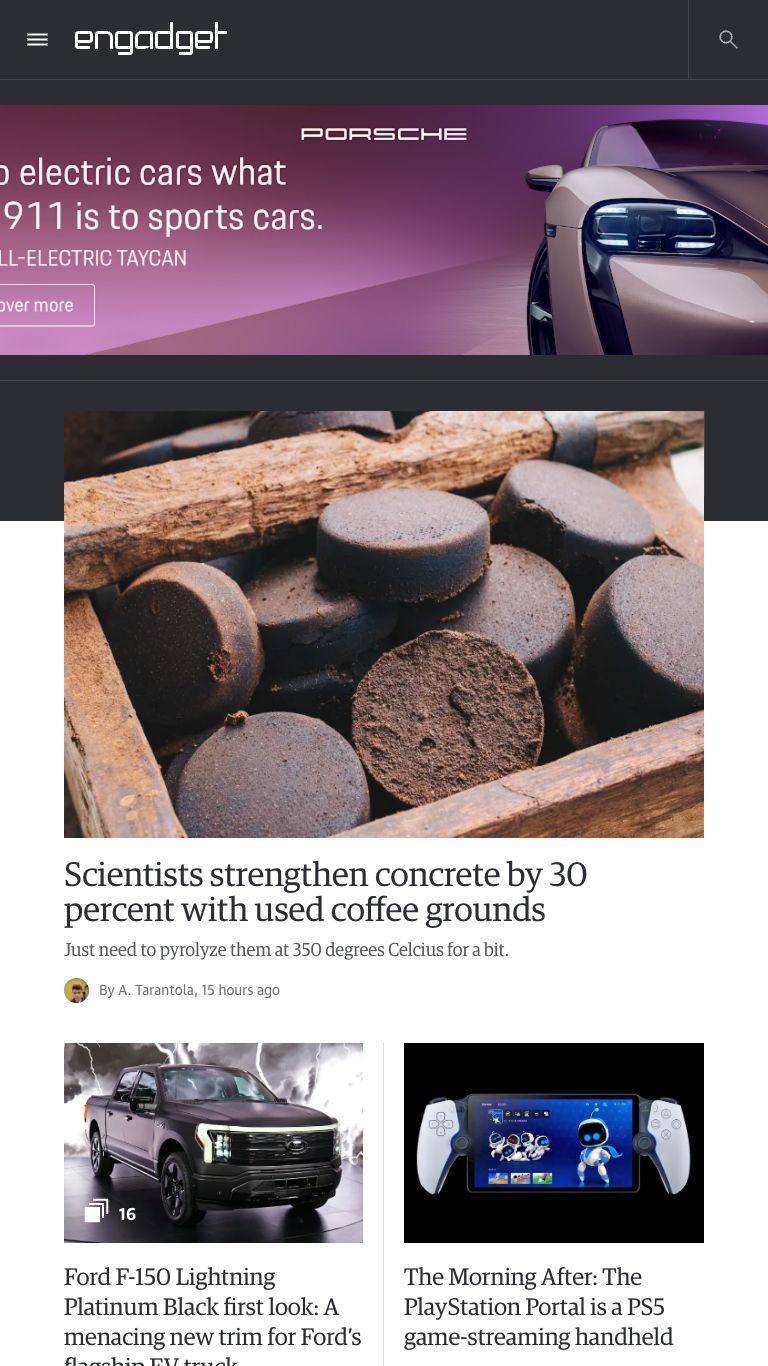 engadget
PORSCHE
electric cars what
911 is to sports cars.
LL-ELECTRIC TAYCAN
over more
Scientists strengthen concrete by 30
percent with used coffee grounds
Just need to pyrolyze them at 350 degrees Celcius for a bit.
By A. Tarantola, 15 hours ago
16
Ford F-150 Lightning
Platinum Black first look: A
menacing new trim for Ford’s
flagship EV truck
The Morning After: The
PlayStation Portal is a PS5
game-streaming handheld